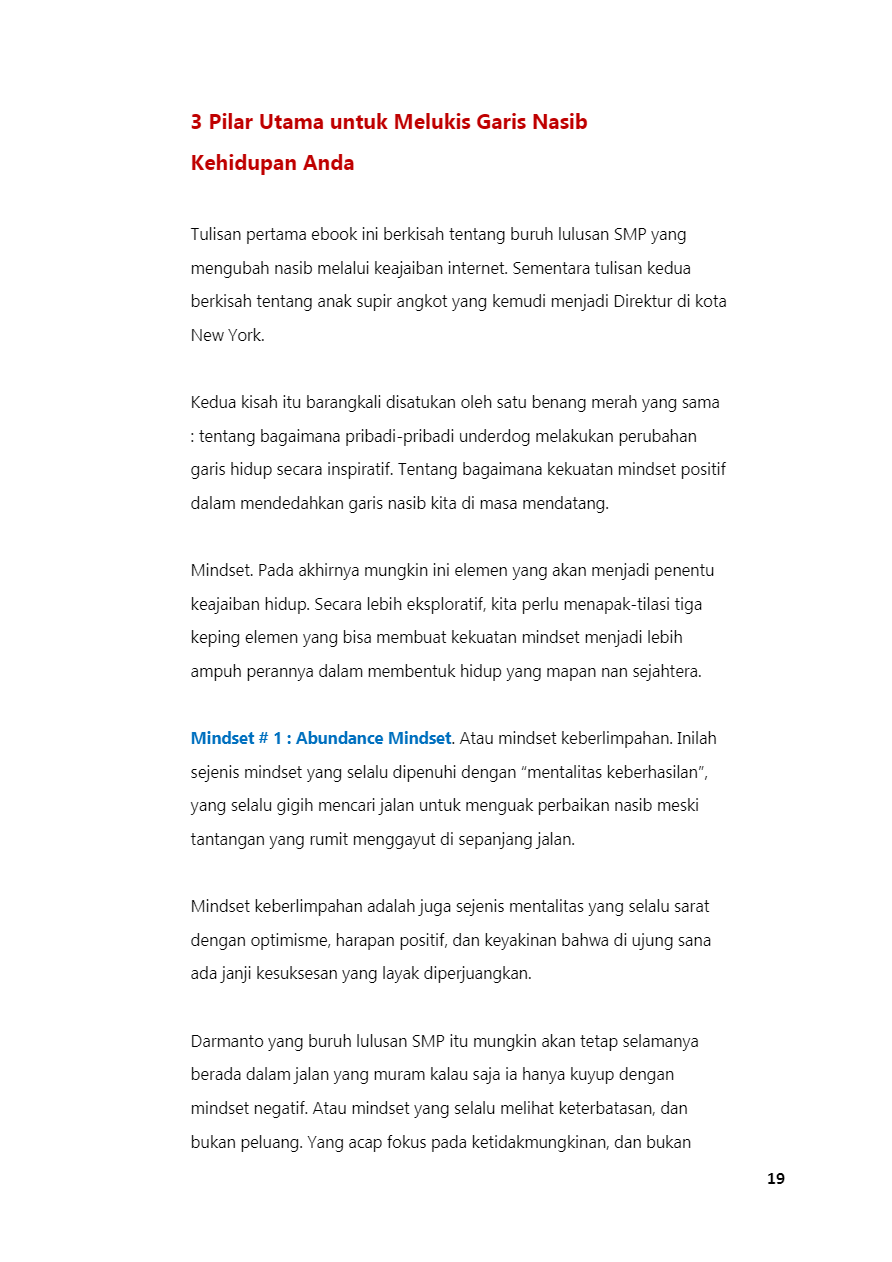 3 Pilar Utama untuk Melukis Garis Nasib
Kehidupan Anda
Tulisan pertama ebook ini berkisah tentang buruh lulusan SMP yang
mengubah nasib melalui keajaiban internet. Sementara tulisan kedua
berkisah tentang anak supir angkot yang kemudi menjadi Direktur di kota
New York.
Kedua kisah itu barangkali disatukan oleh satu benang merah yang sama
: tentang bagaimana pribadi-pribadi underdog melakukan perubahan
garis hidup secara inspiratif. Tentang bagaimana kekuatan mindset positif
dalam mendedahkan garis nasib kita di masa mendatang.
Mindset. Pada akhirnya mungkin ini elemen yang akan menjadi penentu
keajaiban hidup. Secara lebih eksploratif, kita perlu menapak-tilasi tiga
keping elemen yang bisa membuat kekuatan mindset menjadi lebih
ampuh perannya dalam membentuk hidup yang mapan nan sejahtera.
Mindset # 1 : Abundance Mindset. Atau mindset keberlimpahan. Inilah
sejenis mindset yang selalu dipenuhi dengan “mentalitas keberhasilan”,
yang selalu gigih mencari jalan untuk menguak perbaikan nasib meski
tantangan yang rumit menggayut di sepanjang jalan.
Mindset keberlimpahan adalah juga sejenis mentalitas yang selalu sarat
dengan optimisme, harapan positif, dan keyakinan bahwa di ujung sana
ada janji kesuksesan yang layak diperjuangkan.
Darmanto yang buruh lulusan SMP itu mungkin akan tetap selamanya
berada dalam jalan yang muram kalau saja ia hanya kuyup dengan
mindset negatif. Atau mindset yang selalu melihat keterbatasan, dan
bukan peluang. Yang acap fokus pada ketidakmungkinan, dan bukan
19